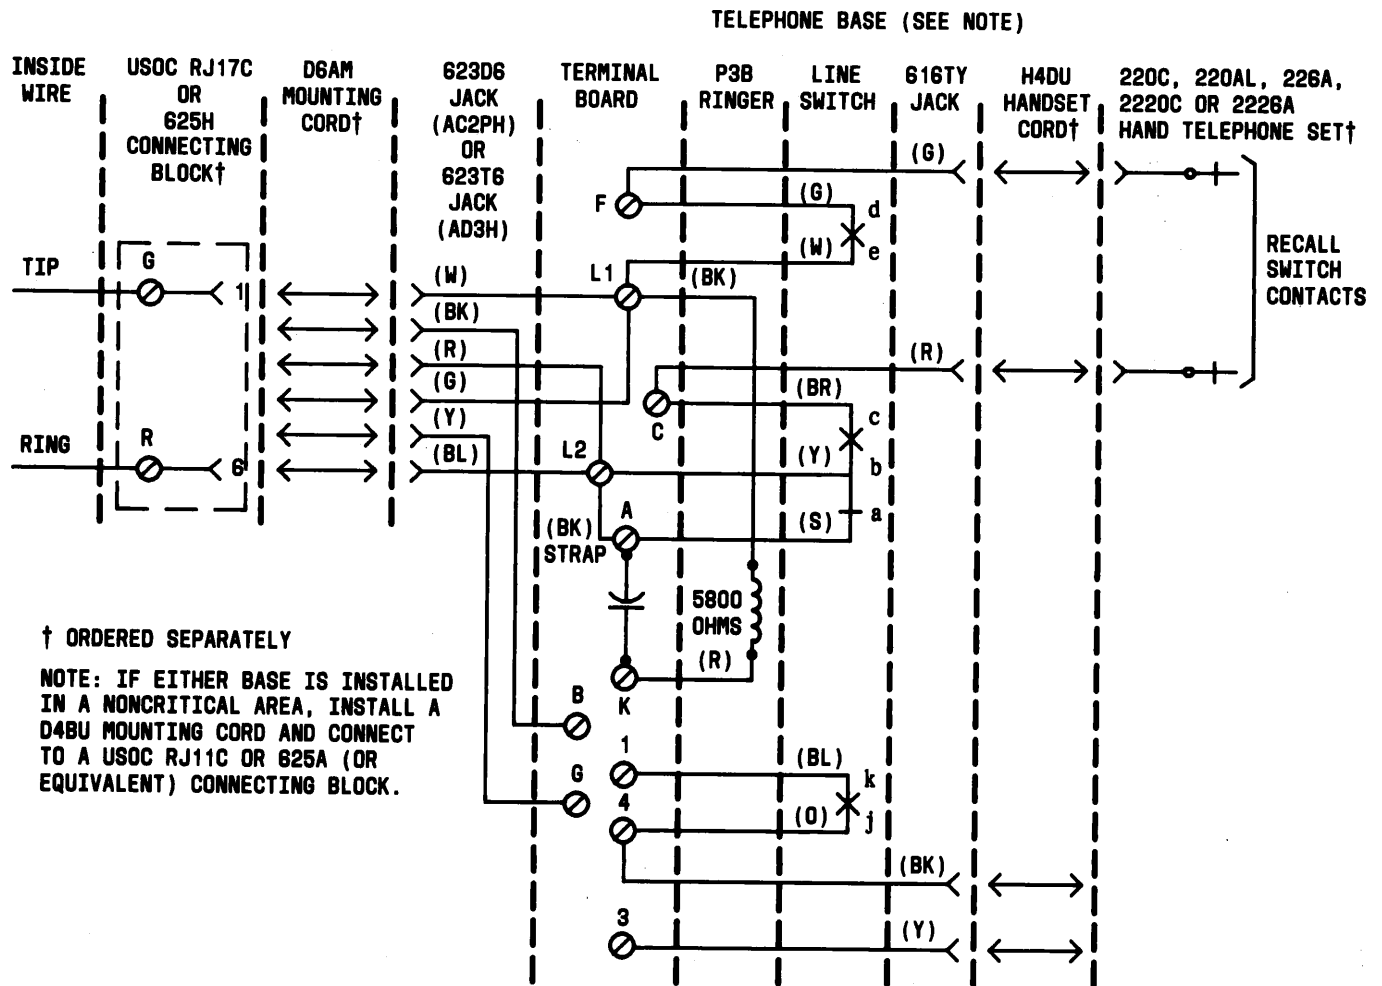 TELEPHONE BASE (SEE NOTE)
INSIDE
WIRE
USOC RJ17C
OR
625H
CONNECTING
BLOCK†
D6AM
MOUNTING
CORD†
623D6
JACK
(AC2PH)
OR
623T6
JACK
(AD3H)
TERMINAL
BOARD
P3B
RINGER
LINE
SWITCH
616TY
JACK
H4DU
HANDSET
CORD†
220C, 220AL, 226A,
2220C OR 2226A
HAND TELEPHONE SET†
(G)
F
(G)
d
(W)
e
RECALL
SWITCH
CONTACTS
TIP
G
1
(W)
L1
(BK)
(BK)
(R)
(R)
(G)
(BR)
c
C
(Y)
RING
R
6
(BL)
L2
(Y)
b
A
(S)
a
(BK)
STRAP
5800
OHMS
(R)
K
† ORDERED SEPARATELY
NOTE: IF EITHER BASE IS INSTALLED
IN A NONCRITICAL AREA, INSTALL A
D4BU MOUNTING CORD AND CONNECT
TO A USOC RJ11C OR 625A (OR
EQUIVALENT) CONNECTING BLOCK.
B
1
(BL)
k
G
4
(O)
j
(BK)
3
(Y)